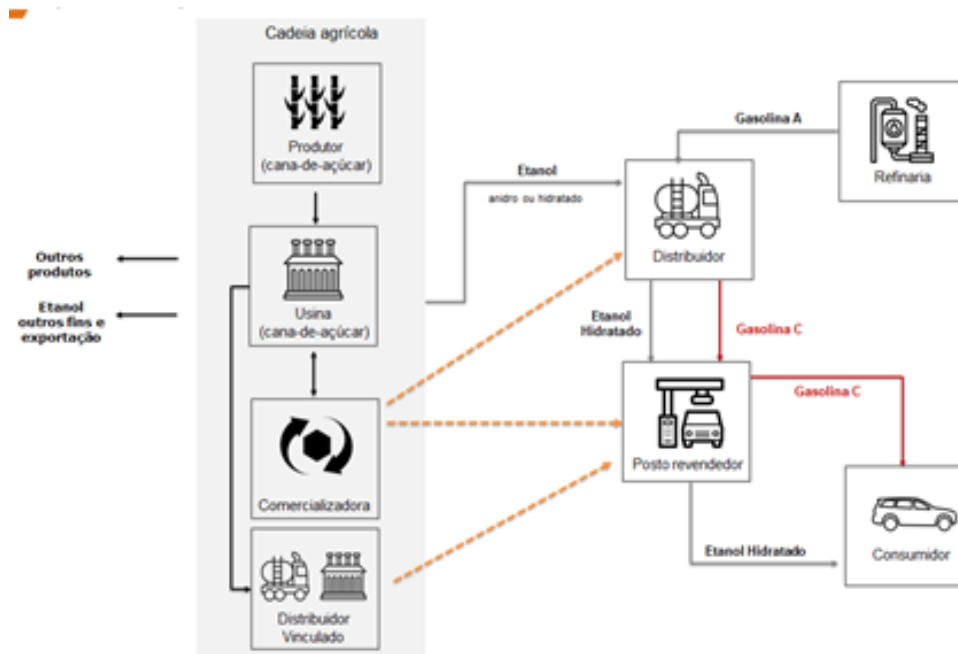 Cadeia agrícola
Produtor
(cana-de-açúcar)
Usina
(cana-de-açúcar)
Comercializadora
Distribuidor
Vinculado
Outros
produtos
Etanol
outros fins e
exportação
Etanol
anidro ou hidratado
Gasolina A
Refinaria
Distribuidor
Etanol
Hidratado
Gasolina C
Posto revendedor
Gasolina C
Etanol Hidratado
Consumidor